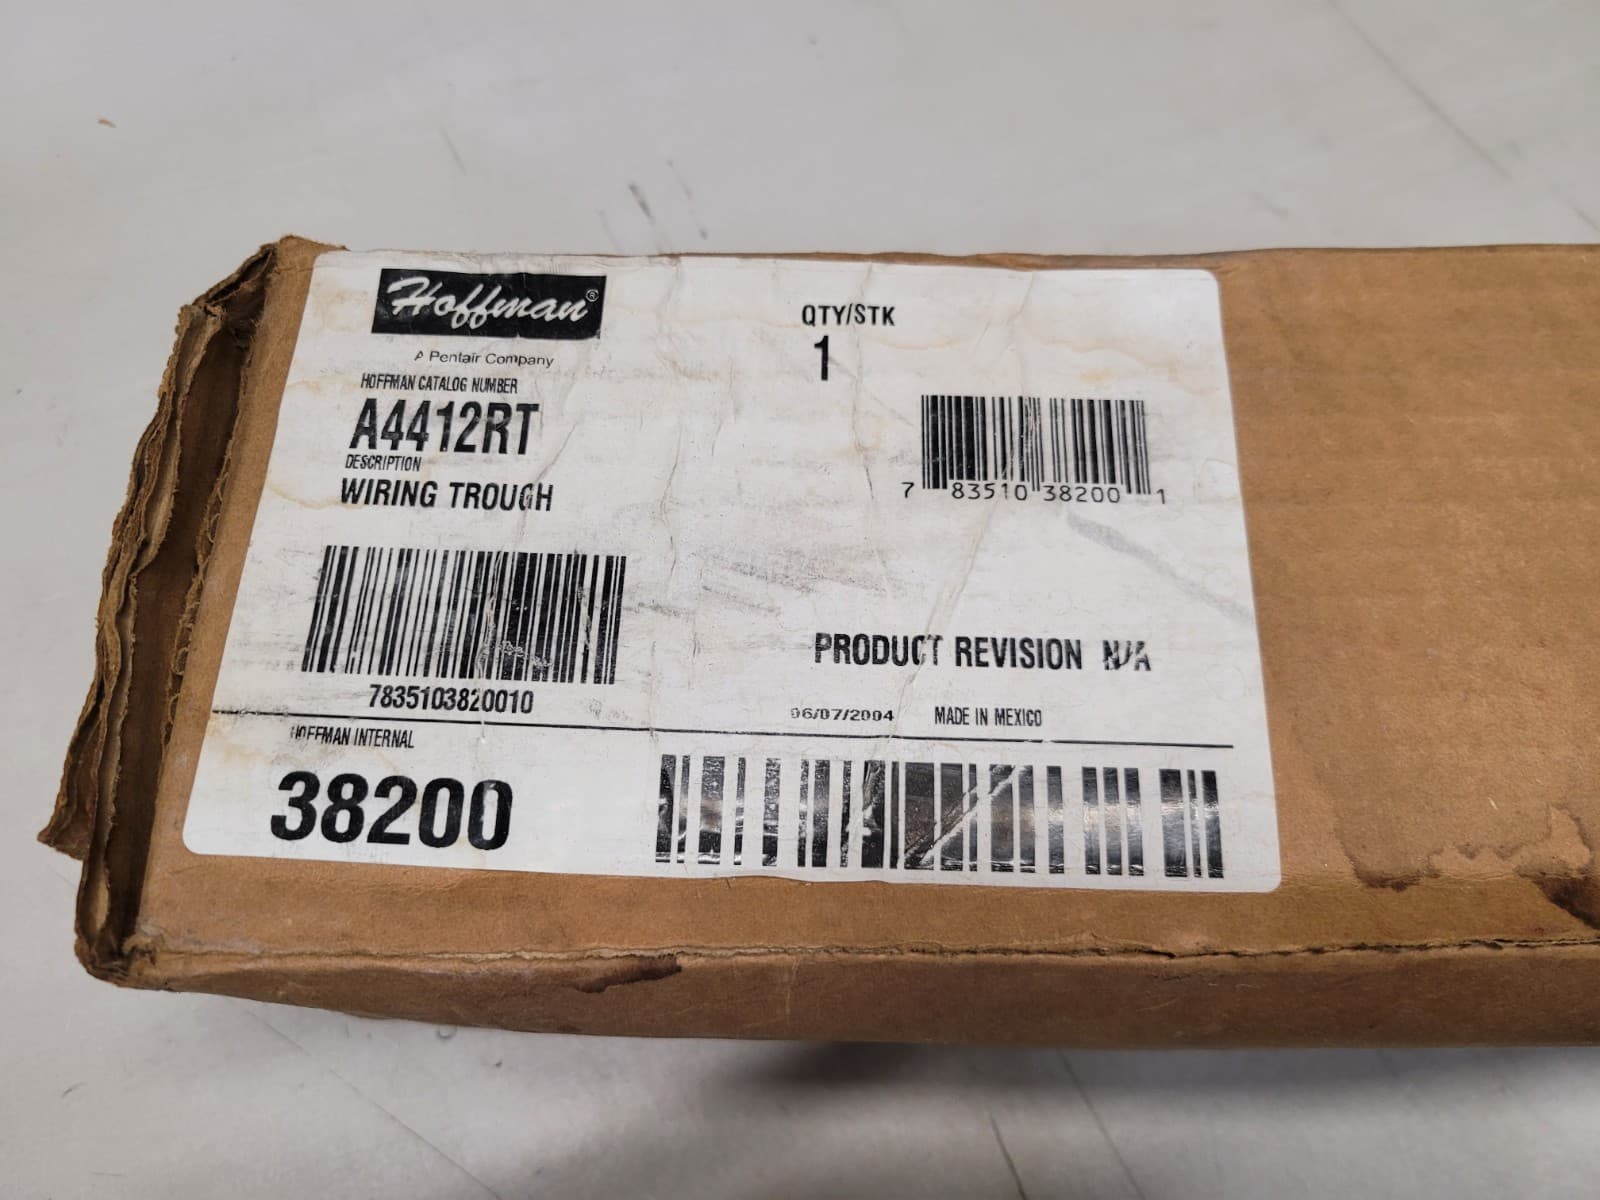 Hoffman®
A Pentair Company
HOFFMAN CATALOG NUMBER
A4412RT
DESCRIPTION
WIRING TROUGH
7835103820010
QTY/STK
1
7 83510 38200 1
PRODUCT REVISION N/A
06/07/2004 MADE IN MEXICO
HOFFMAN INTERNAL
38200